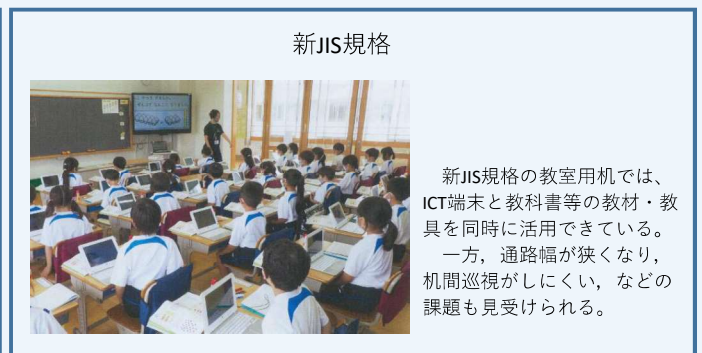 新JIS規格
新JIS規格の教室用机では、
ICT端末と教科書等の教材・教
具を同時に活用できている。
一方，通路幅が狭くなり，
机間巡視がしにくい，などの
課題も見受けられる。